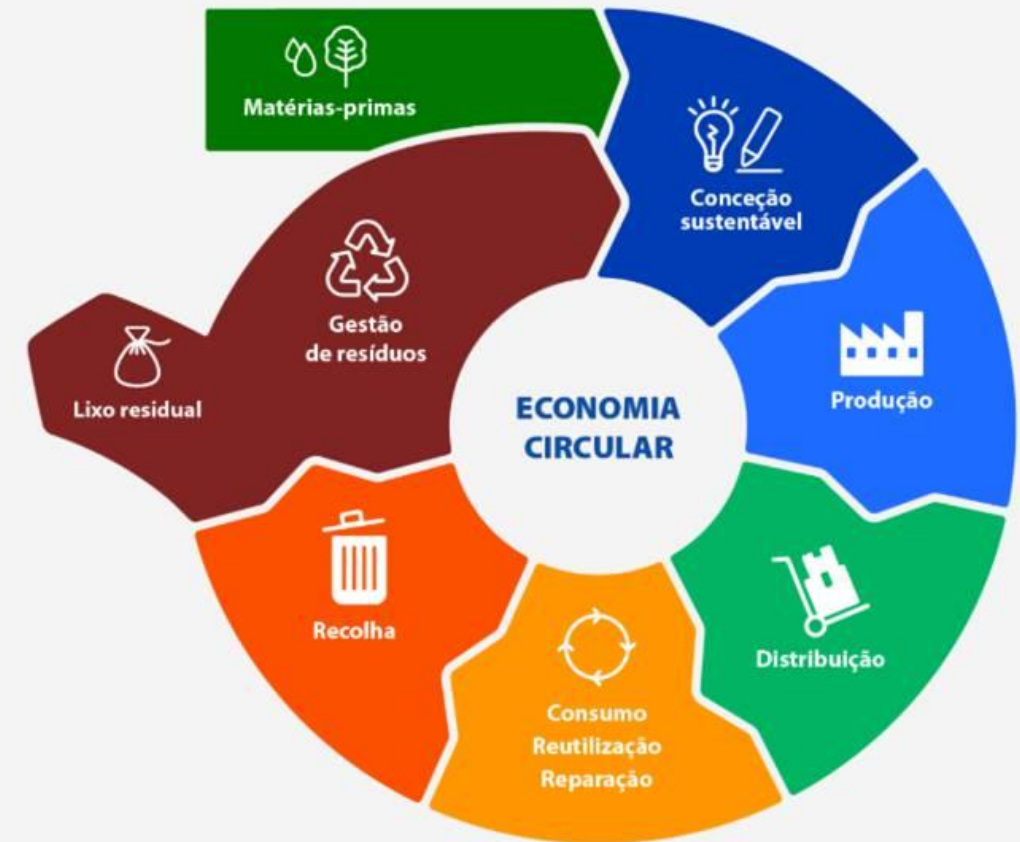 Matérias-primas
Conceção
sustentável
Produção
Distribuição
Consumo
Reutilização
Reparação
Recolha
Gestão
de resíduos
Lixo residual
ECONOMIA
CIRCULAR